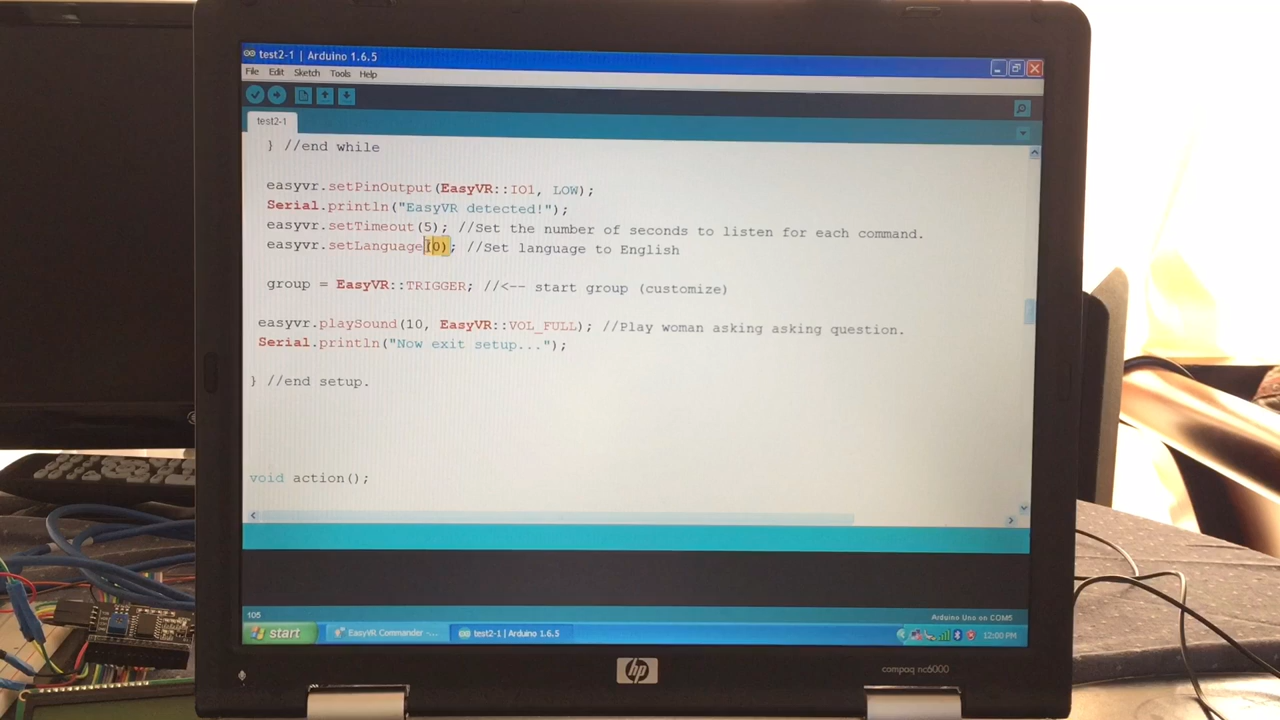 test2-1 | Arduino 1.6.5
File Edit Sketch Tools Help
test2-1
} //end while
easyvr.setPinOutput(EasyVR::IO1, LOW);
Serial.println("EasyVR detected!");
easyvr.setTimeout(5); //Set the number of seconds to listen for each command.
easyvr.setLanguage(0); //Set language to English
group = EasyVR::TRIGGER; //<-- start group (customize)
easyvr.playSound(10, EasyVR::VOL_FULL); //Play woman asking asking question.
Serial.println("Now exit setup...");
} //end setup.
void action();
105
Arduino Uno on COM5
start EasyVR Commander -... test2-1 | Arduino 1.6.5 12:00 PM
hp
compaq nc6000